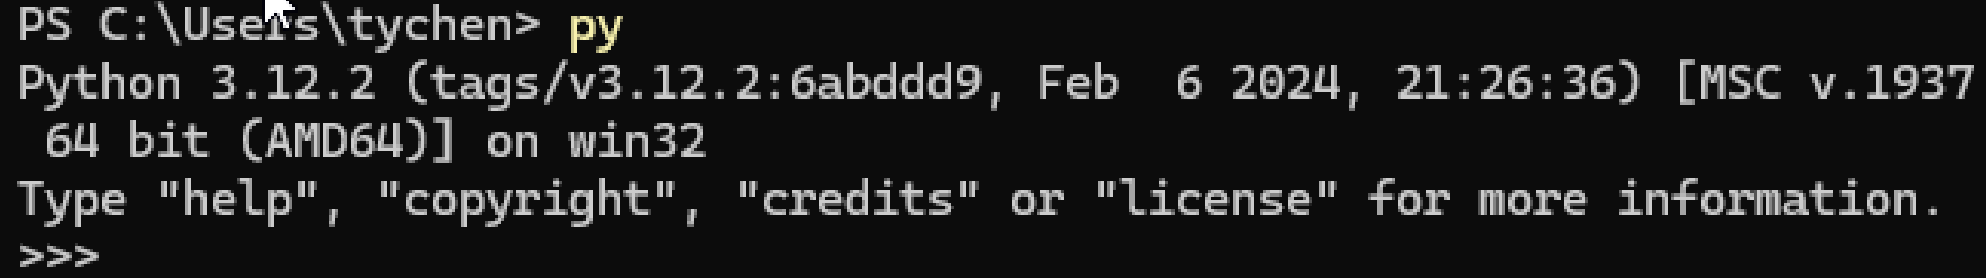 PS C:\Users\tychen> py
Python 3.12.2 (tags/v3.12.2:6abddd9, Feb  6 2024, 21:26:36) [MSC v.1937
 64 bit (AMD64)] on win32
Type "help", "copyright", "credits" or "license" for more information.
>>>